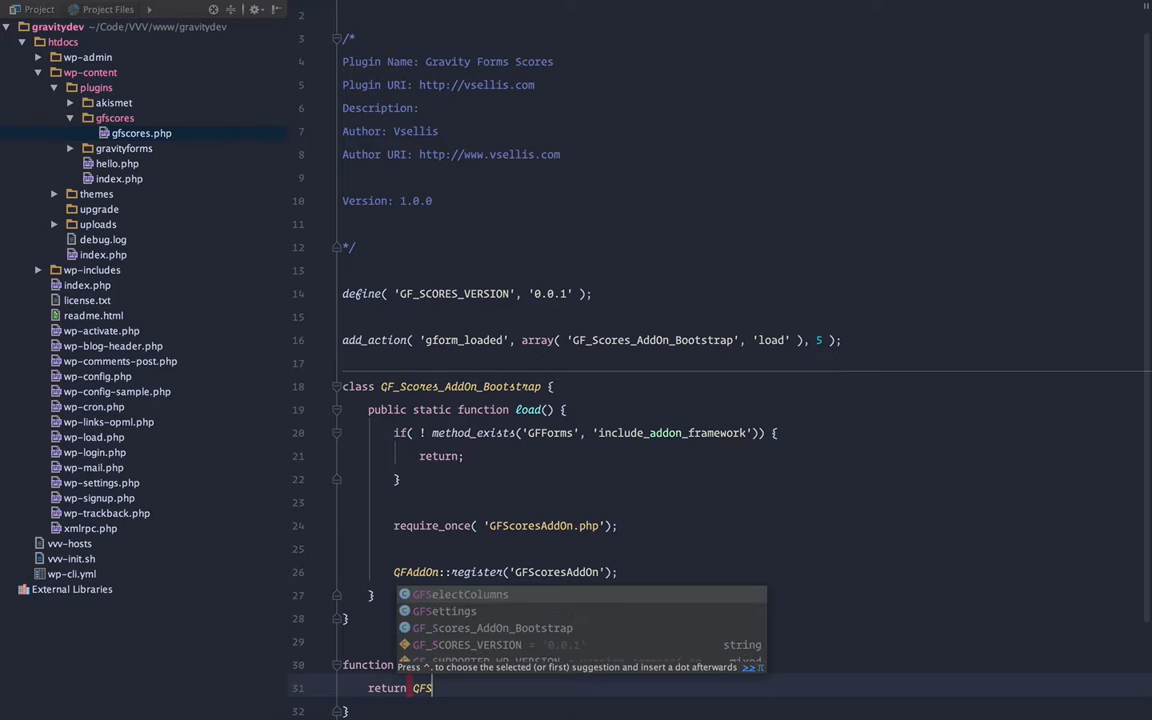 Project
Project Files
gravitydev ~/Code/VVV/www/gravitydev
htdocs
wp-admin
wp-content
plugins
akismet
gfscores
gfscores.php
gravityforms
hello.php
index.php
themes
upgrade
uploads
debug.log
index.php
wp-includes
index.php
license.txt
readme.html
wp-activate.php
wp-blog-header.php
wp-comments-post.php
wp-config.php
wp-config-sample.php
wp-cron.php
wp-links-opml.php
wp-load.php
wp-login.php
wp-mail.php
wp-settings.php
wp-signup.php
wp-trackback.php
xmlrpc.php
vvv-hosts
vvv-init.sh
wp-cli.yml
External Libraries
2
3 /*
4 Plugin Name: Gravity Forms Scores
5 Plugin URI: http://vsellis.com
6 Description:
7 Author: Vsellis
8 Author URI: http://www.vsellis.com
9
10 Version: 1.0.0
11
12 */
13
14 define( 'GF_SCORES_VERSION', '0.0.1' );
15
16 add_action( 'gform_loaded', array( 'GF_Scores_AddOn_Bootstrap', 'load' ), 5 );
17
18 class GF_Scores_AddOn_Bootstrap {
19 public static function load() {
20 if( ! method_exists('GFForms', 'include_addon_framework')) {
21 return;
22 }
23
24 require_once( 'GFScoresAddOn.php');
25
26 GFAddOn::register('GFScoresAddOn');
27 }
28 }
29
30 function
31 return GFS
32 }
GFSelectColumns
GFSettings
GF_Scores_AddOn_Bootstrap
GF_SCORES_VERSION = '0.0.1' string
Press ^. to choose the selected (or first) suggestion and insert a dot afterwards >> π